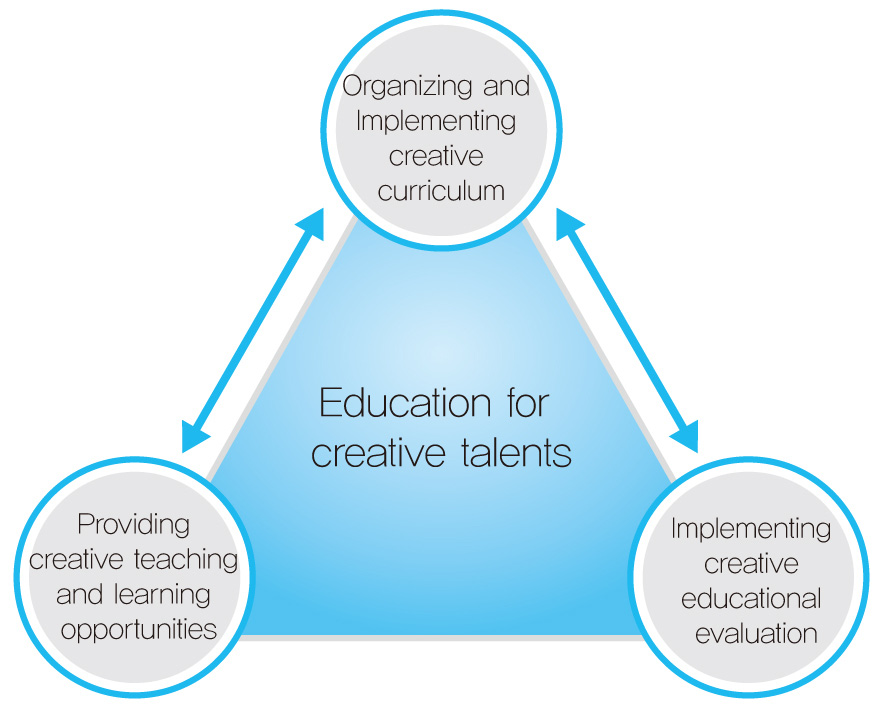 Organizing and
Implementing
creative
curriculum
Education for
creative talents
Providing
creative teaching
and learning
opportunities
Implementing
creative
educational
evaluation